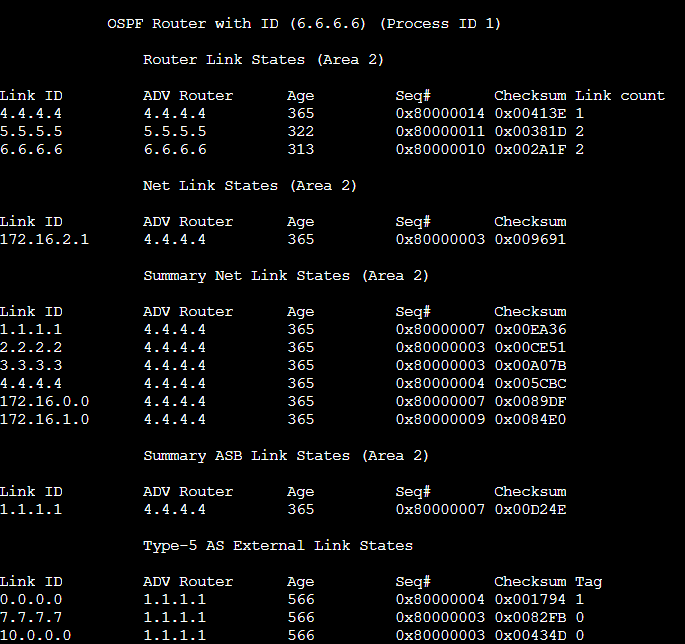 OSPF Router with ID (6.6.6.6) (Process ID 1)
Router Link States (Area 2)
Link ID ADV Router Age Seq# Checksum Link count
4.4.4.4 4.4.4.4 365 0x80000014 0x00413E 1
5.5.5.5 5.5.5.5 322 0x80000011 0x00381D 2
6.6.6.6 6.6.6.6 313 0x80000010 0x002A1F 2
Net Link States (Area 2)
Link ID ADV Router Age Seq# Checksum
172.16.2.1 4.4.4.4 365 0x80000003 0x009691
Summary Net Link States (Area 2)
Link ID ADV Router Age Seq# Checksum
1.1.1.1 4.4.4.4 365 0x80000007 0x00EA36
2.2.2.2 4.4.4.4 365 0x80000003 0x00CE51
3.3.3.3 4.4.4.4 365 0x80000003 0x00A07B
4.4.4.4 4.4.4.4 365 0x80000004 0x005CBC
172.16.0.0 4.4.4.4 365 0x80000007 0x0089DF
172.16.1.0 4.4.4.4 365 0x80000009 0x0084E0
Summary ASB Link States (Area 2)
Link ID ADV Router Age Seq# Checksum
1.1.1.1 4.4.4.4 365 0x80000007 0x00D24E
Type-5 AS External Link States
Link ID ADV Router Age Seq# Checksum Tag
0.0.0.0 1.1.1.1 566 0x80000004 0x001794 1
7.7.7.7 1.1.1.1 566 0x80000003 0x0082FB 0
10.0.0.0 1.1.1.1 566 0x80000003 0x00434D 0